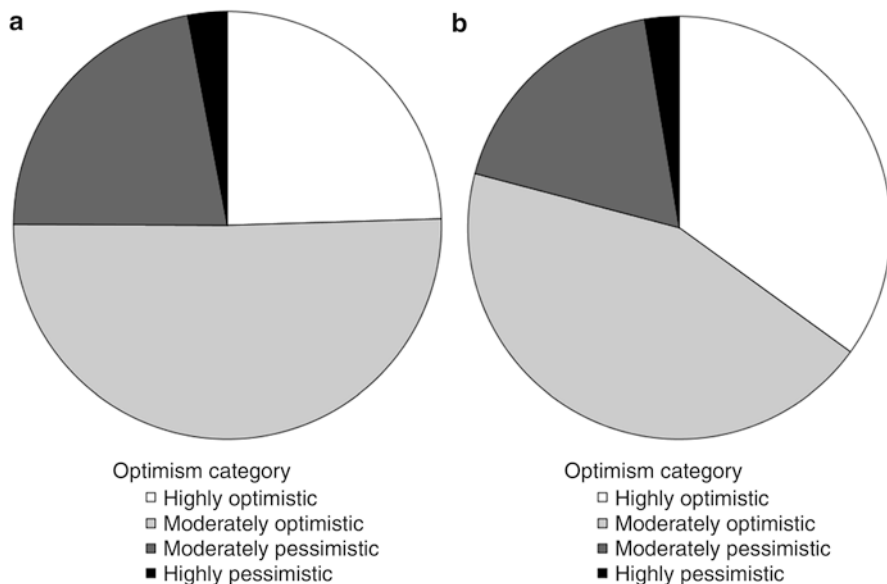 a
b
Optimism category
Highly optimistic
Moderately optimistic
Moderately pessimistic
Highly pessimistic
Optimism category
Highly optimistic
Moderately optimistic
Moderately pessimistic
Highly pessimistic